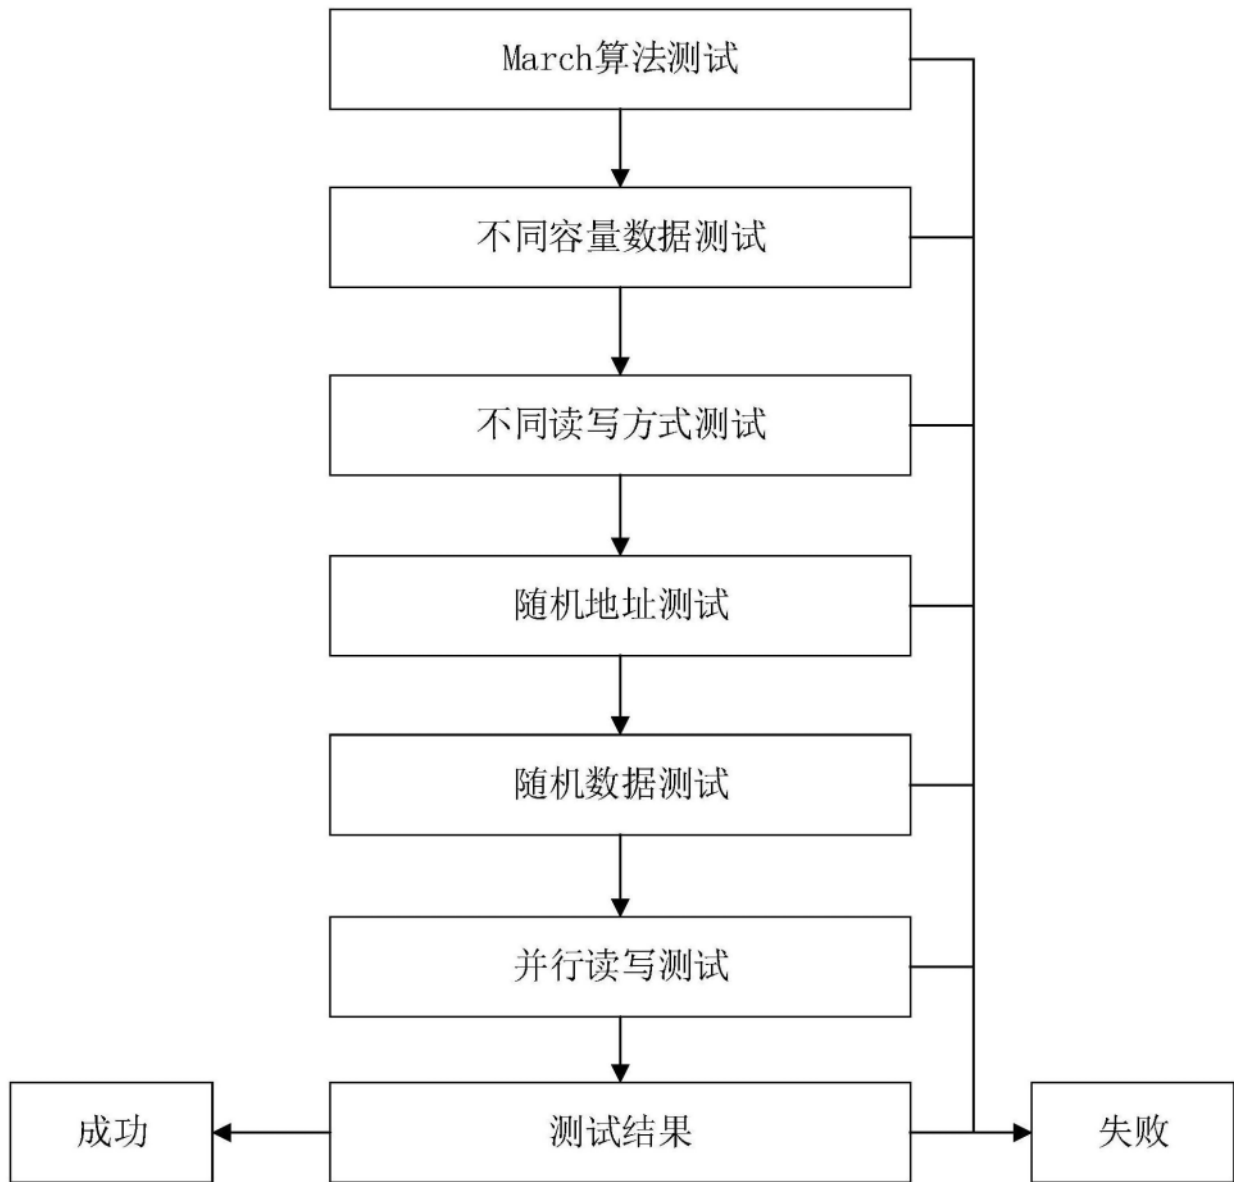 March算法测试
不同容量数据测试
不同读写方式测试
随机地址测试
随机数据测试
并行读写测试
成功
测试结果
失败